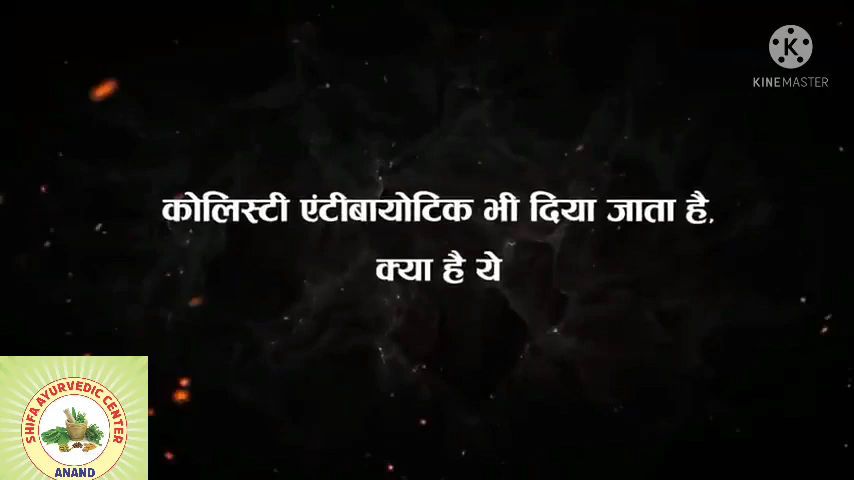 KINEMASTER
कोलिस्टी एंटीबायोटिक भी दिया जाता है,
क्या है ये
SHIFA AYURVEDIC CENTER
ANAND